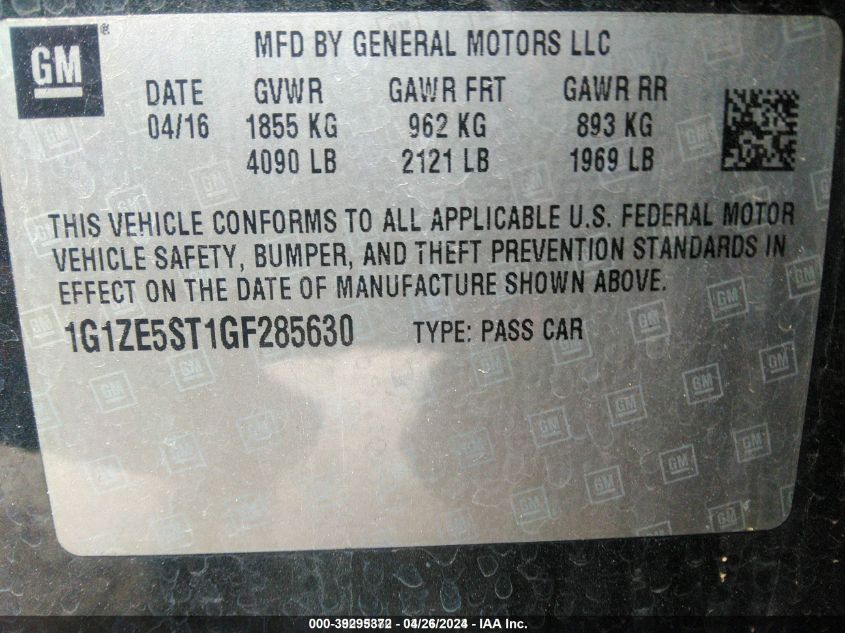 GM ®
MFD BY GENERAL MOTORS LLC
DATE GVWR GAWR FRT GAWR RR
04/16 1855 KG 962 KG 893 KG
4090 LB 2121 LB 1969 LB
THIS VEHICLE CONFORMS TO ALL APPLICABLE U.S. FEDERAL MOTOR
VEHICLE SAFETY, BUMPER, AND THEFT PREVENTION STANDARDS IN
EFFECT ON THE DATE OF MANUFACTURE SHOWN ABOVE.
1G1ZE5ST1GF285630 TYPE: PASS CAR
000-39295372 - 04/26/2024 - IAA Inc.